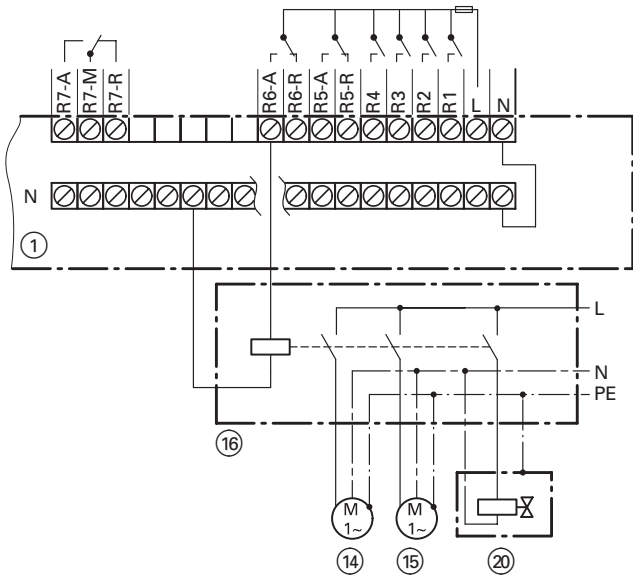 R7-A R7-M R7-R R6-A R6-R R5-A R5-R R4 R3 R2 R1 L N
N
1
L
N
PE
16
M 1~ M 1~
14 15 20